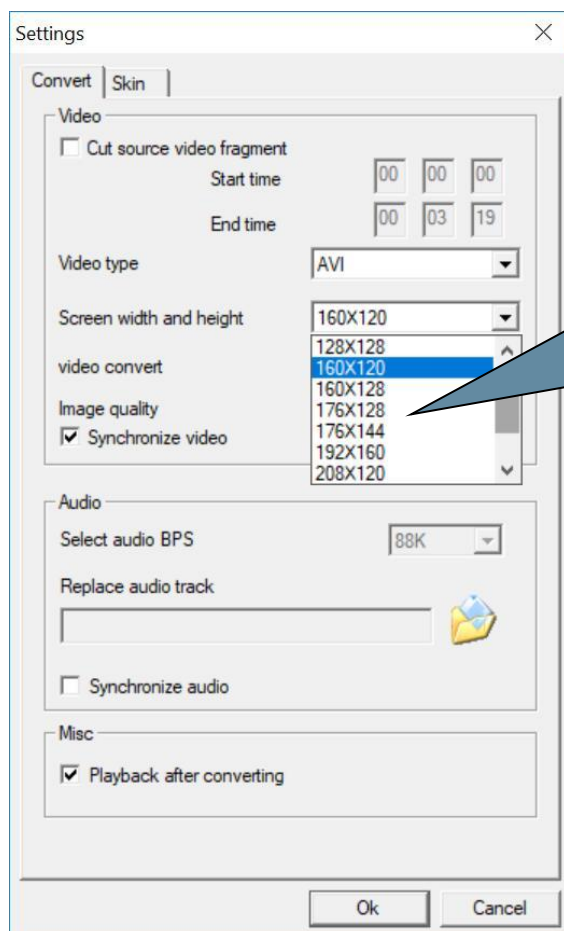 Settings
Convert Skin
Video
Cut source video fragment
Start time 00 00 00
End time 00 03 19
Video type AVI
Screen width and height 160X120
128X128
video convert 160X120
160X128
Image quality 176X128
176X144
Synchronize video 192X160
208X120
Audio
Select audio BPS 88K
Replace audio track
Synchronize audio
Misc
Playback after converting
Ok Cancel